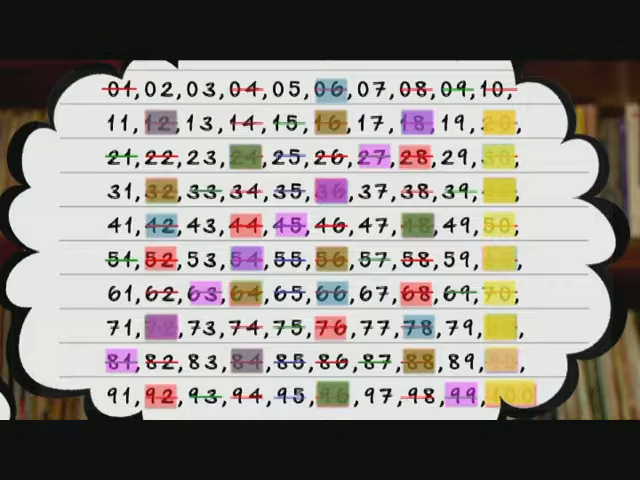 01, 02, 03, 04, 05, 06, 07, 08, 09, 10,
11, 12, 13, 14, 15, 16, 17, 18, 19, 20,
21, 22, 23, 24, 25, 26, 27, 28, 29, 30,
31, 32, 33, 34, 35, 36, 37, 38, 39,
41, 42, 43, 44, 45, 46, 47, 48, 49, 50,
51, 52, 53, 54, 55, 56, 57, 58, 59,
61, 62, 63, 64, 65, 66, 67, 68, 69, 70,
71, 73, 74, 75, 76, 77, 78, 79,
81, 82, 83, 84, 85, 86, 87, 88, 89, 90,
91, 92, 93, 94, 95, 96, 97, 98, 99, 100